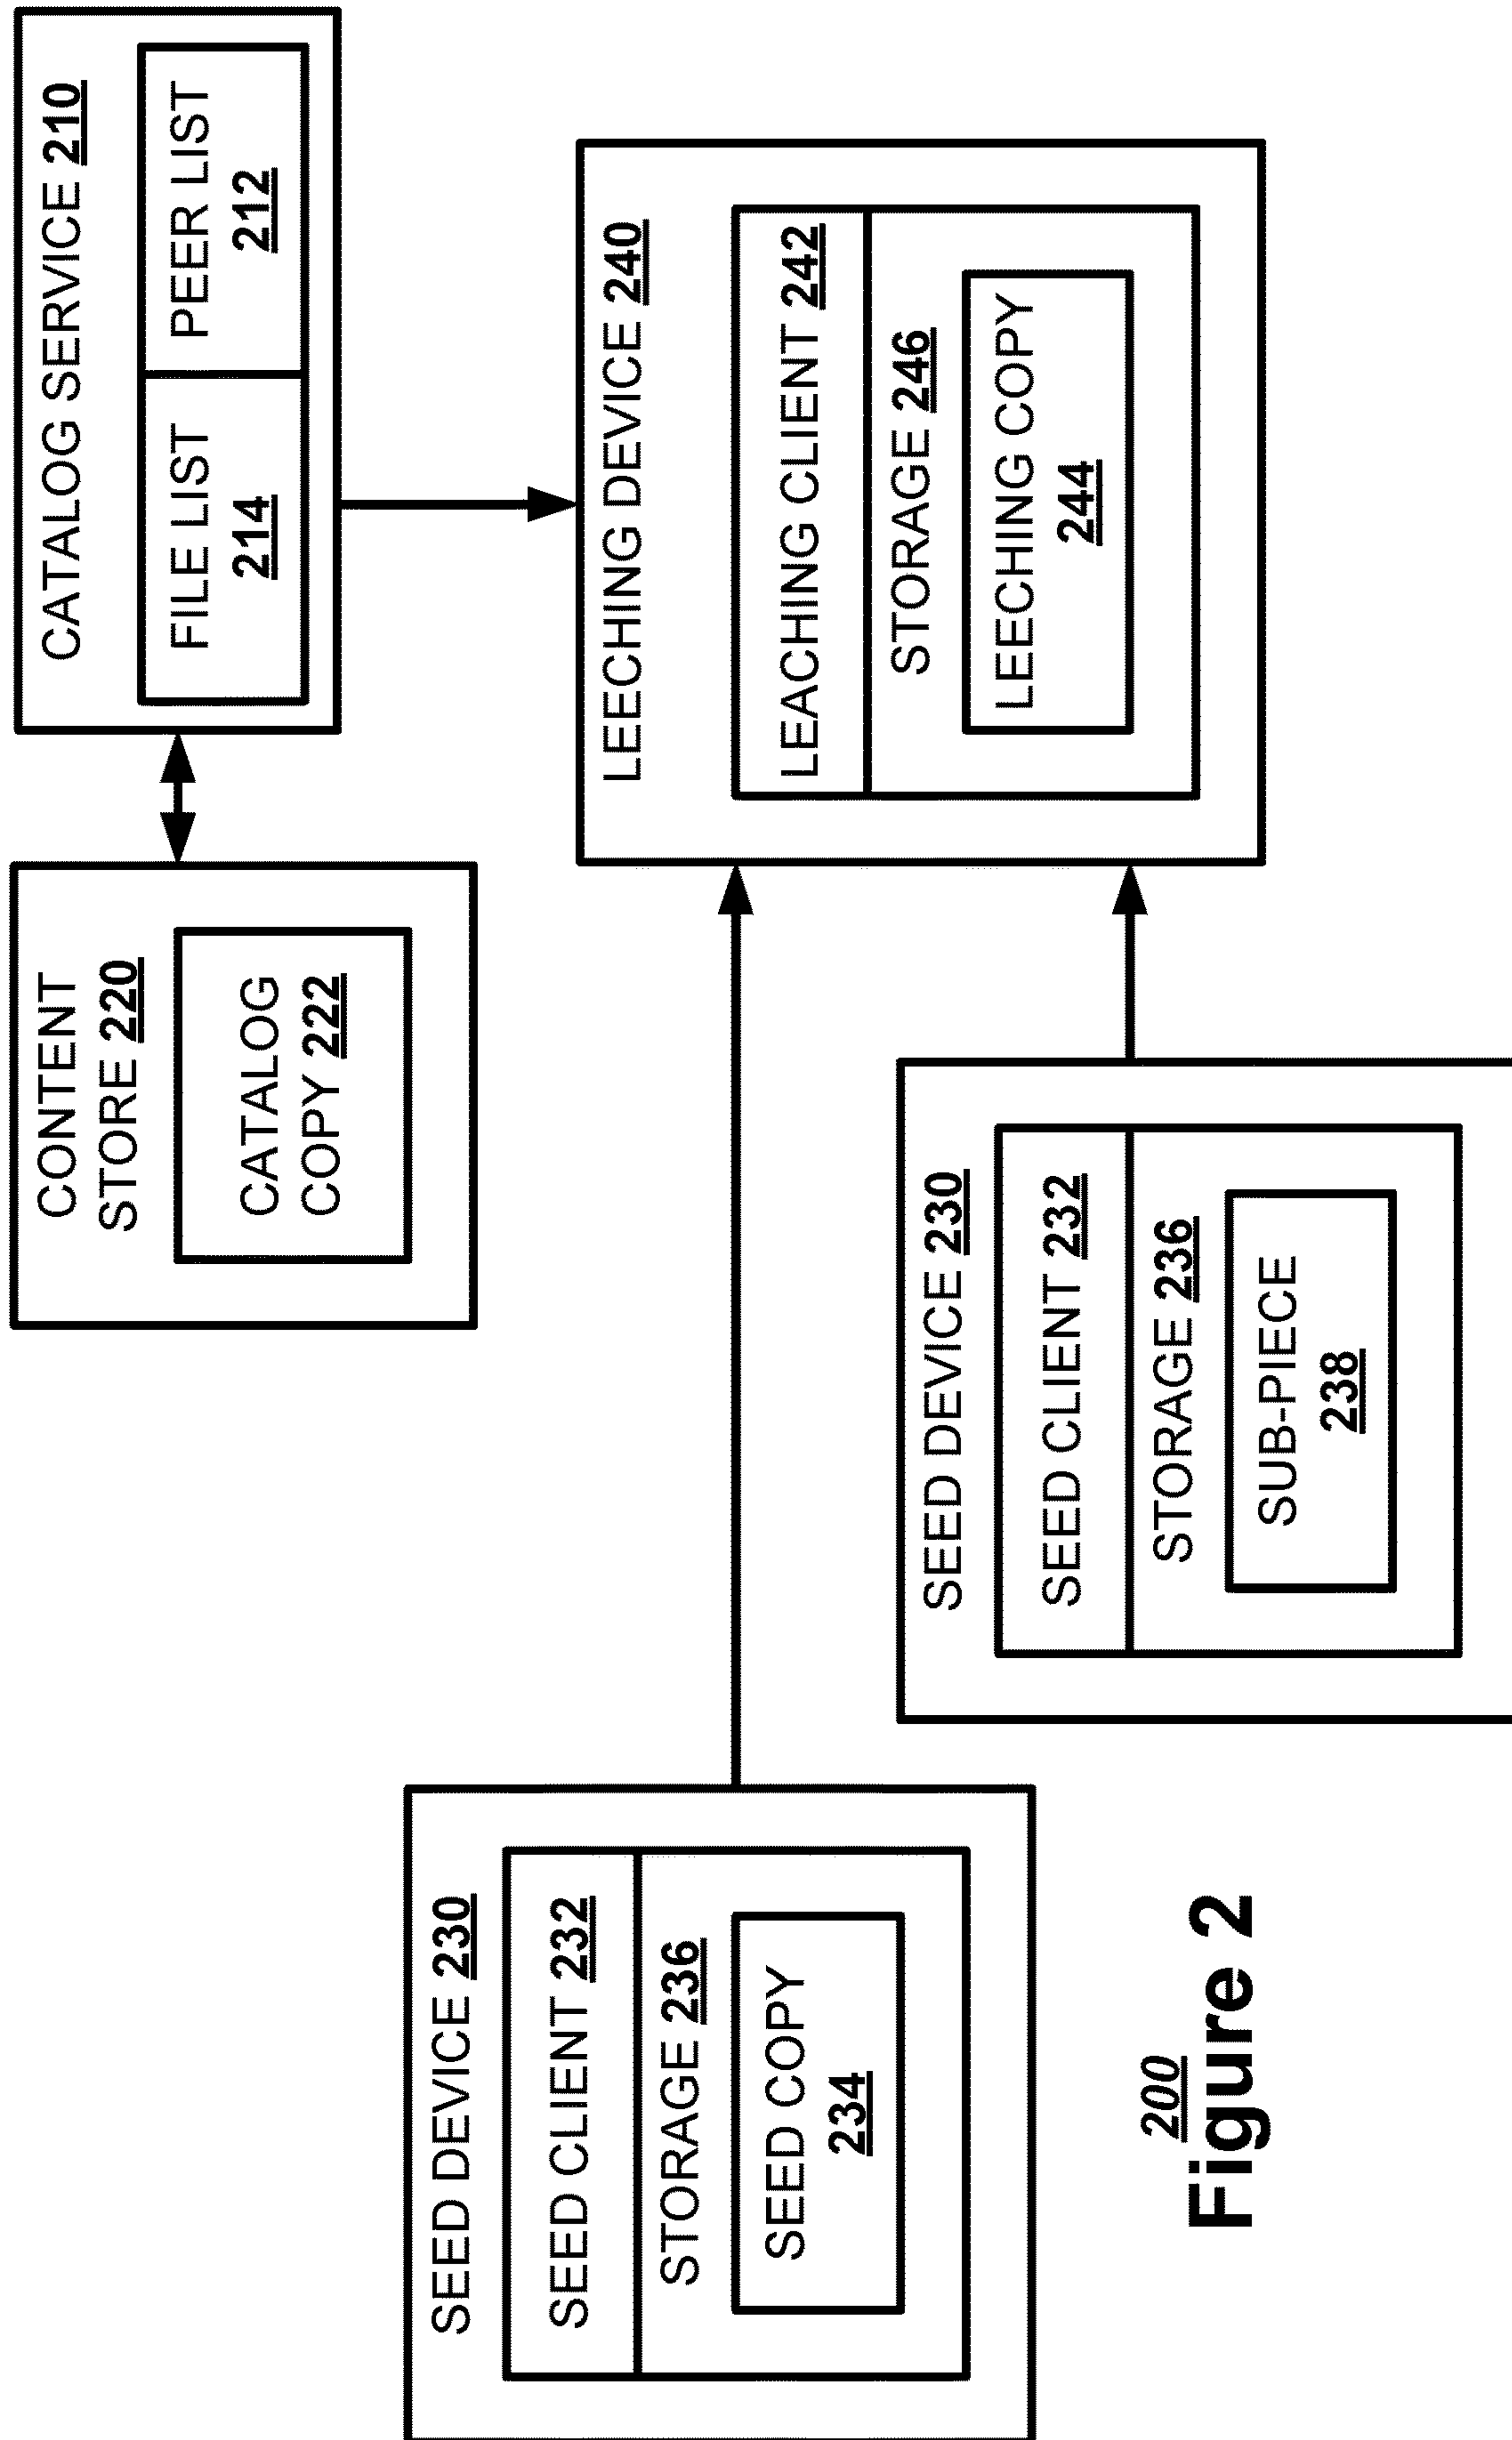 CONTENT
STORE 220
CATALOG
COPY 222
CATALOG SERVICE 210
FILE LIST
214
PEER LIST
212
SEED DEVICE 230
SEED CLIENT 232
STORAGE 236
SEED COPY
234
SEED DEVICE 230
SEED CLIENT 232
STORAGE 236
SUB-PIECE
238
LEECHING DEVICE 240
LEACHING CLIENT 242
STORAGE 246
LEECHING COPY
244
200
Figure 2